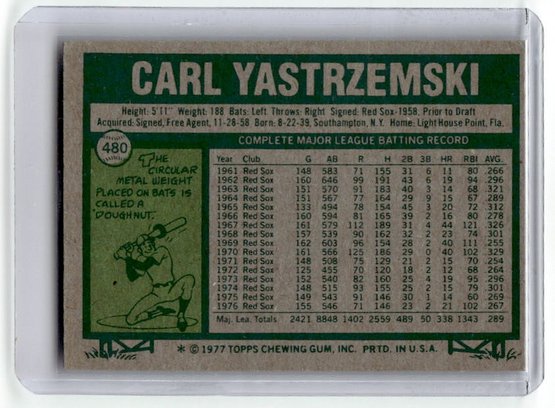 CARL YASTRZEMSKI
Height: 5'11" Weight: 188 Bats: Left Throws: Right Signed: Red Sox-1958, Prior to Draft
Acquired: Signed, Free Agent, 11-28-58 Born: 8-22-39, Southampton, N.Y. Home: Light House Point, Fla.
480
THE
CIRCULAR
METAL WEIGHT
PLACED ON BATS IS
CALLED A
"DOUGHNUT."
COMPLETE MAJOR LEAGUE BATTING RECORD
Year Club G AB R H 2B 3B HR RBI AVG.
1961 Red Sox 148 583 71 155 31 6 11 80 .266
1962 Red Sox 160 646 99 191 43 6 19 94 .296
1963 Red Sox 151 570 91 183 40 3 14 68 .321
1964 Red Sox 151 567 77 164 29 9 15 67 .289
1965 Red Sox 133 494 78 154 45 3 20 72 .312
1966 Red Sox 160 594 81 165 39 2 16 80 .278
1967 Red Sox 161 579 112 189 31 4 44 121 .326
1968 Red Sox 157 539 90 162 32 2 23 74 .301
1969 Red Sox 162 603 96 154 28 2 40 111 .255
1970 Red Sox 161 566 125 186 29 0 40 102 .329
1971 Red Sox 148 508 75 129 21 2 15 70 .254
1972 Red Sox 125 455 70 120 18 2 12 68 .264
1973 Red Sox 152 540 82 160 25 4 19 95 .296
1974 Red Sox 148 515 93 155 25 2 15 79 .301
1975 Red Sox 149 543 91 146 30 1 14 60 .269
1976 Red Sox 155 546 71 146 23 2 21 102 .267
Maj. Lea. Totals 2421 8848 1402 2559 489 50 338 1343 .289
* © 1977 TOPPS CHEWING GUM, INC. PRTD. IN U.S.A.